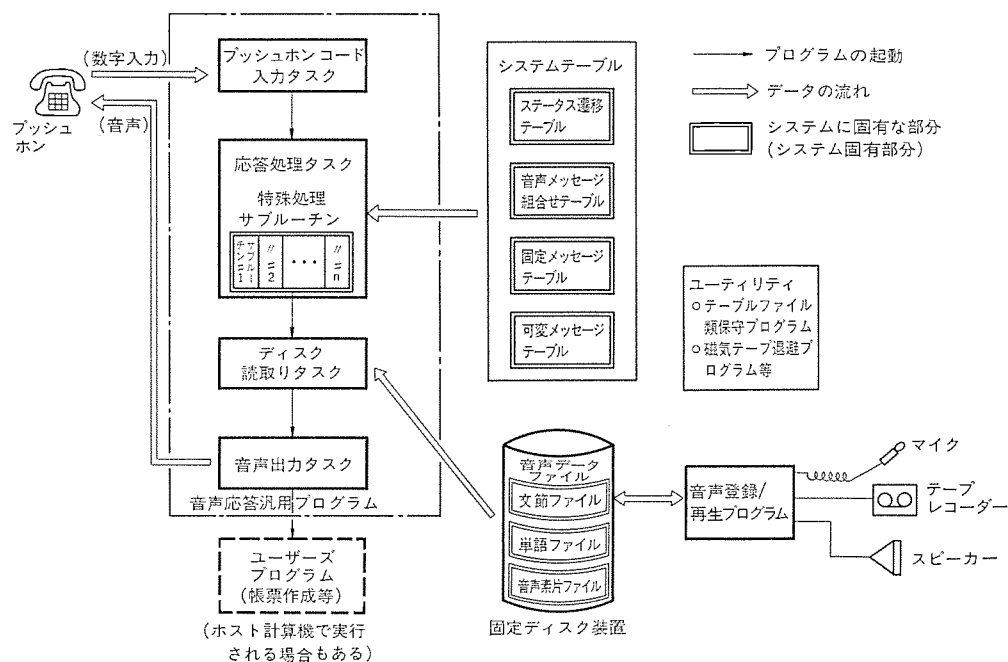 (数字入力)
(音声)
プッシュ
ホン
プッシュホンコード
入力タスク
応答処理タスク
特殊処理
サブルーチン
サブルー
チン#1
〃#2
・・・
〃#n
ディスク
読取りタスク
音声出力タスク
音声応答汎用プログラム
ユーザーズ
プログラム
(帳票作成等)
(ホスト計算機で実行
される場合もある)
システムテーブル
ステータス遷移
テーブル
音声メッセージ
組合せテーブル
固定メッセージ
テーブル
可変メッセージ
テーブル
プログラムの起動
データの流れ
システムに固有な部分
(システム固有部分)
ユーティリティ
○テーブルファイル
類保守プログラム
○磁気テープ退避プ
ログラム等
音声データ
ファイル
文節ファイル
単語ファイル
音声素片ファイル
固定ディスク装置
音声登録/
再生プログラム
マイク
テープ
レコーダー
スピーカー